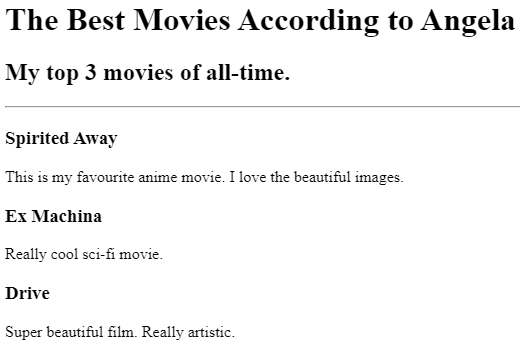 The Best Movies According to Angela
My top 3 movies of all-time.
Spirited Away
This is my favourite anime movie. I love the beautiful images.
Ex Machina
Really cool sci-fi movie.
Drive
Super beautiful film. Really artistic.